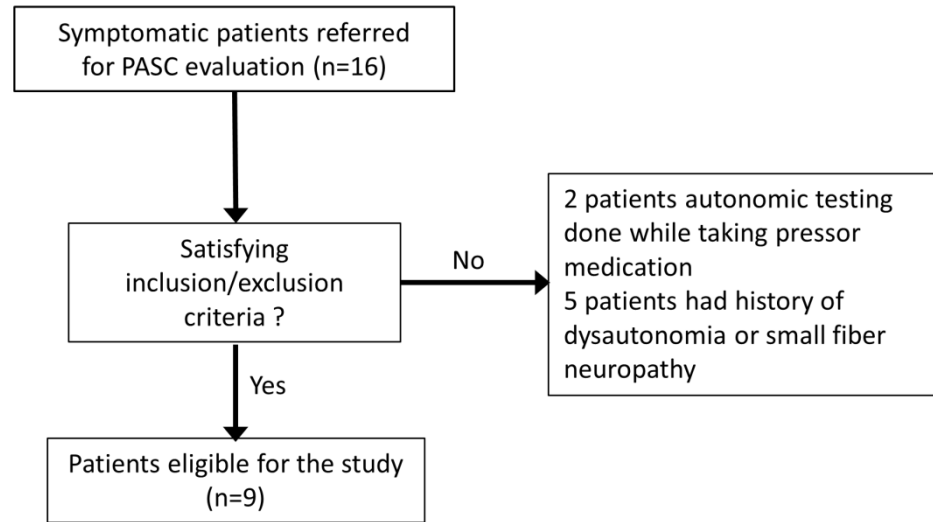 Symptomatic patients referred
for PASC evaluation (n=16)
Satisfying
inclusion/exclusion
criteria ?
No
2 patients autonomic testing
done while taking pressor
medication
5 patients had history of
dysautonomia or small fiber
neuropathy
Yes
Patients eligible for the study
(n=9)